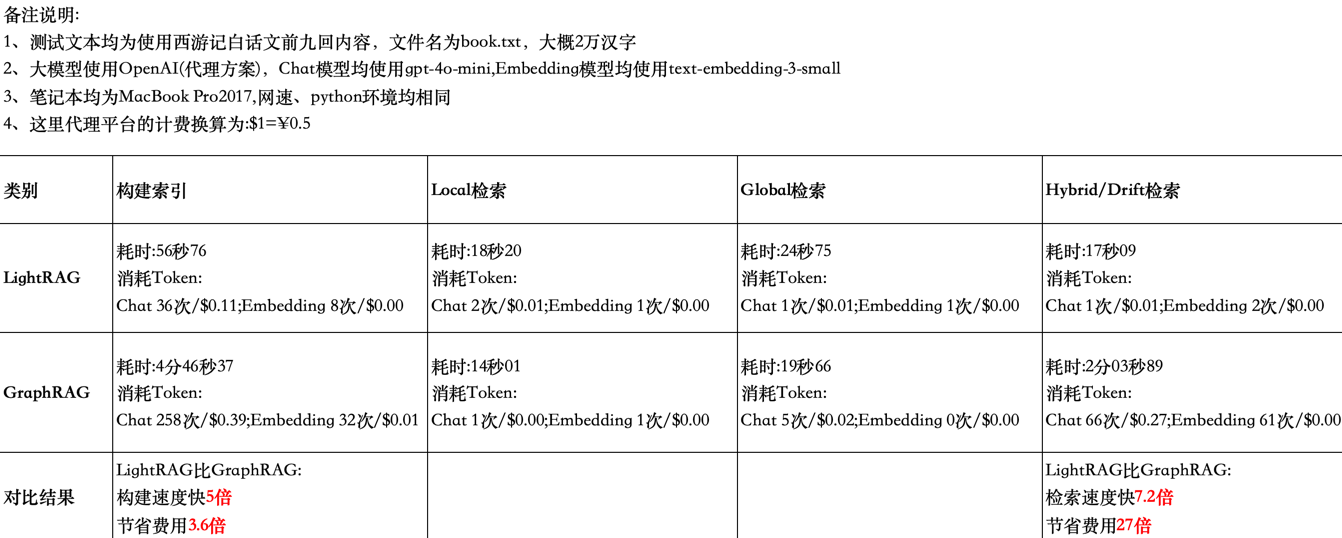 备注说明:
1、测试文本均为使用西游记白话文前九回内容，文件名为book.txt，大概2万汉字
2、大模型使用OpenAI(代理方案)，Chat模型均使用gpt-4o-mini,Embedding模型均使用text-embedding-3-small
3、笔记本均为MacBook Pro2017,网速、python环境均相同
4、这里代理平台的计费换算为:$1=¥0.5
类别 构建索引 Local检索 Global检索 Hybrid/Drift检索
LightRAG
耗时:56秒76
消耗Token:
Chat 36次/$0.11;Embedding 8次/$0.00
耗时:18秒20
消耗Token:
Chat 2次/$0.01;Embedding 1次/$0.00
耗时:24秒75
消耗Token:
Chat 1次/$0.01;Embedding 1次/$0.00
耗时:17秒09
消耗Token:
Chat 1次/$0.01;Embedding 2次/$0.00
GraphRAG
耗时:4分46秒37
消耗Token:
Chat 258次/$0.39;Embedding 32次/$0.01
耗时:14秒01
消耗Token:
Chat 1次/$0.00;Embedding 1次/$0.00
耗时:19秒66
消耗Token:
Chat 5次/$0.02;Embedding 0次/$0.00
耗时:2分03秒89
消耗Token:
Chat 66次/$0.27;Embedding 61次/$0.00
对比结果
LightRAG比GraphRAG:
构建速度快5倍
节省费用3.6倍
LightRAG比GraphRAG:
检索速度快7.2倍
节省费用27倍